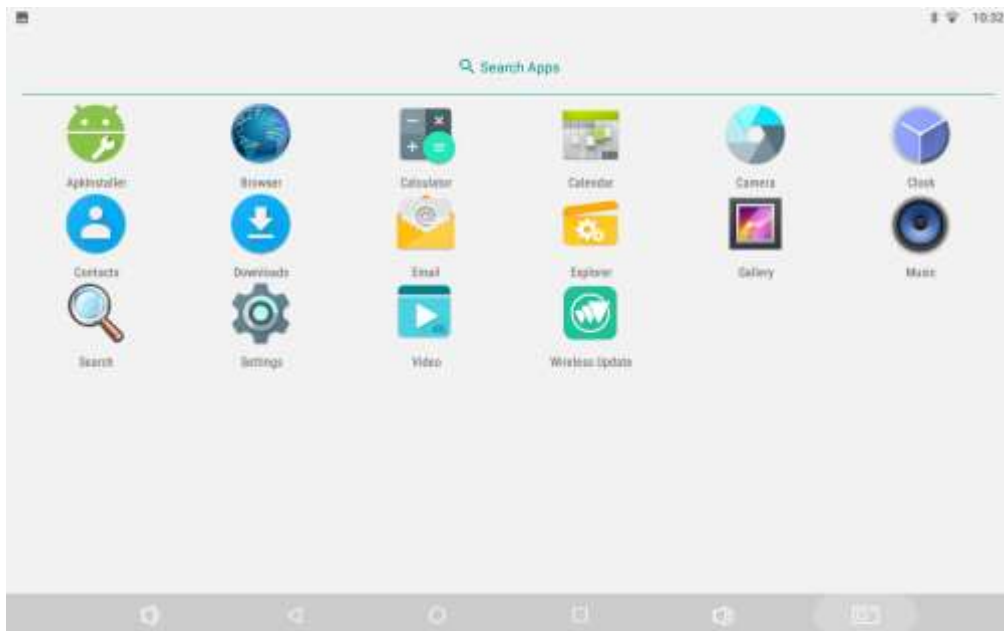 10:32
Search Apps
ApkInstaller Browser Calculator Calendar Camera Clock
Contacts Downloads Email Explorer Gallery Music
Search Settings Video Wireless Update